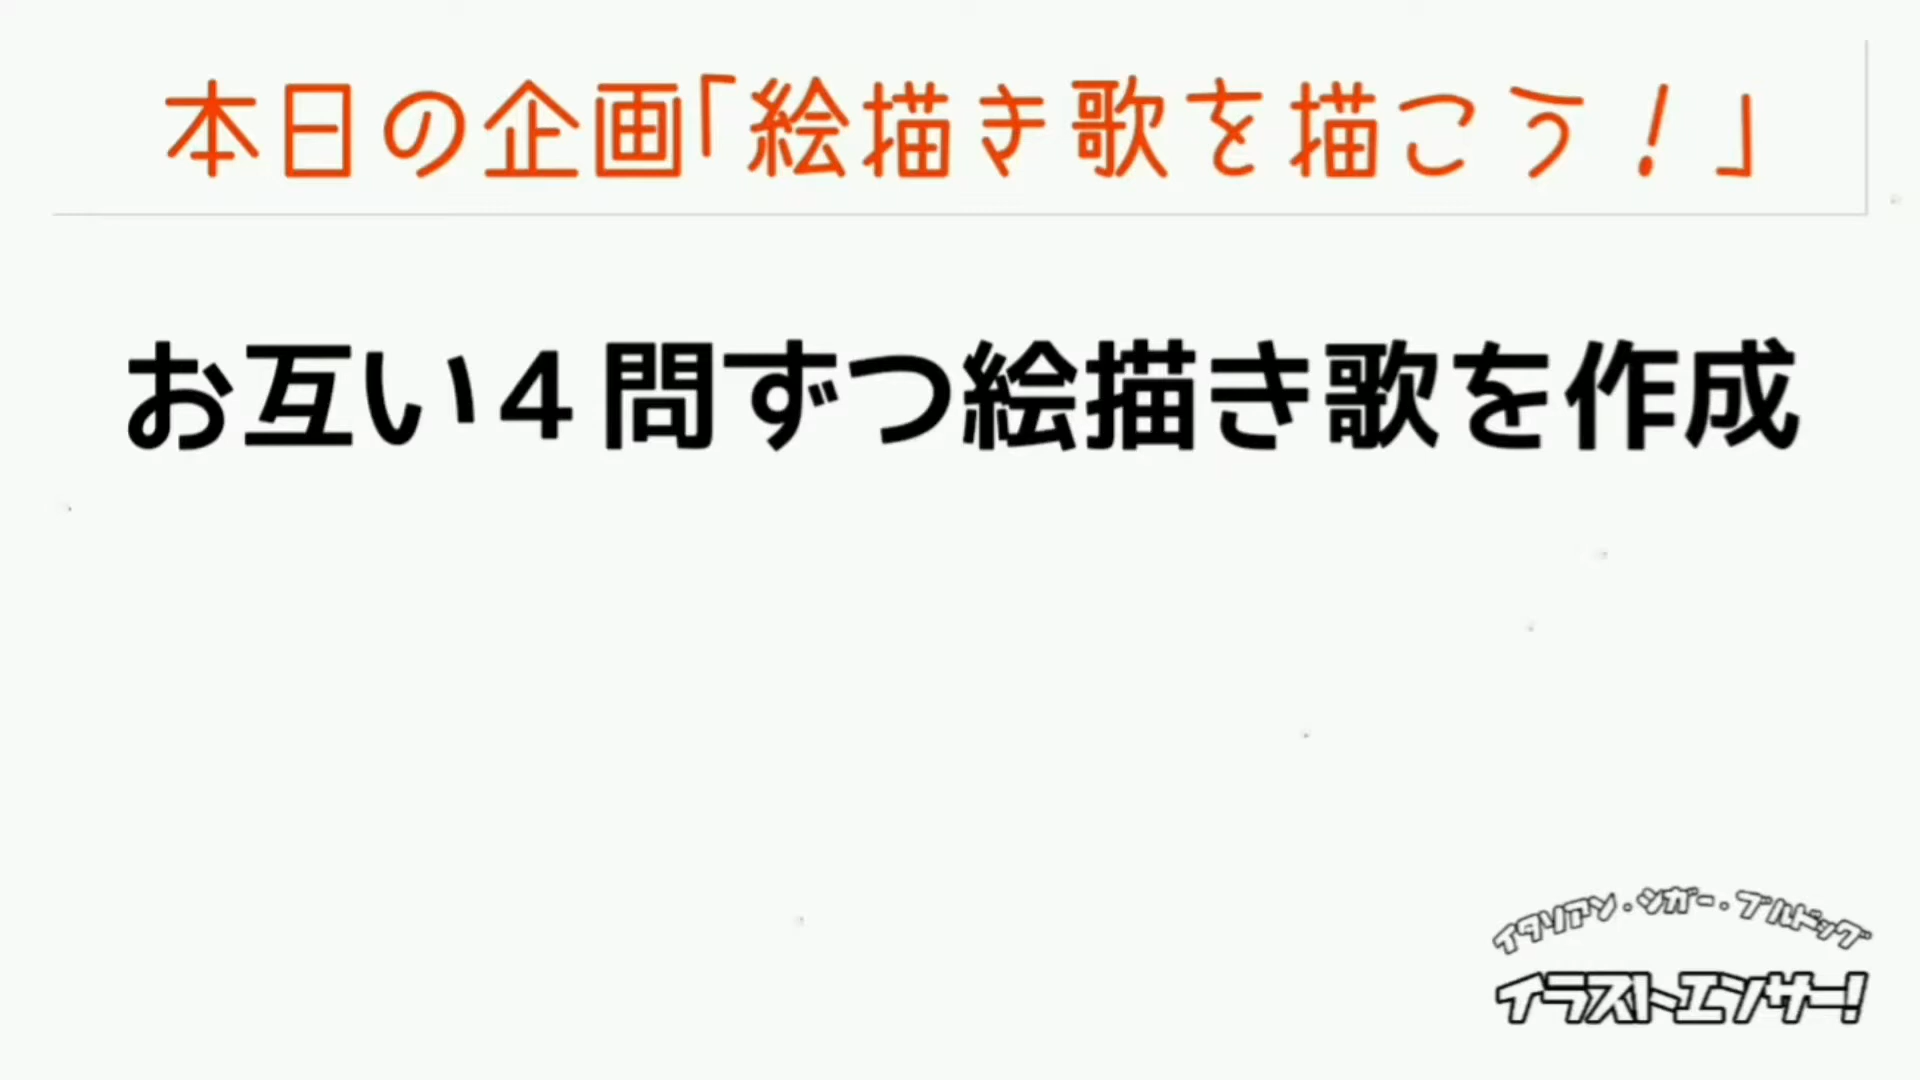 本日の企画「絵描き歌を描こう！」
お互い４問ずつ絵描き歌を作成
イタリアン・シガー・ブルドッグ
イラストエンサー!